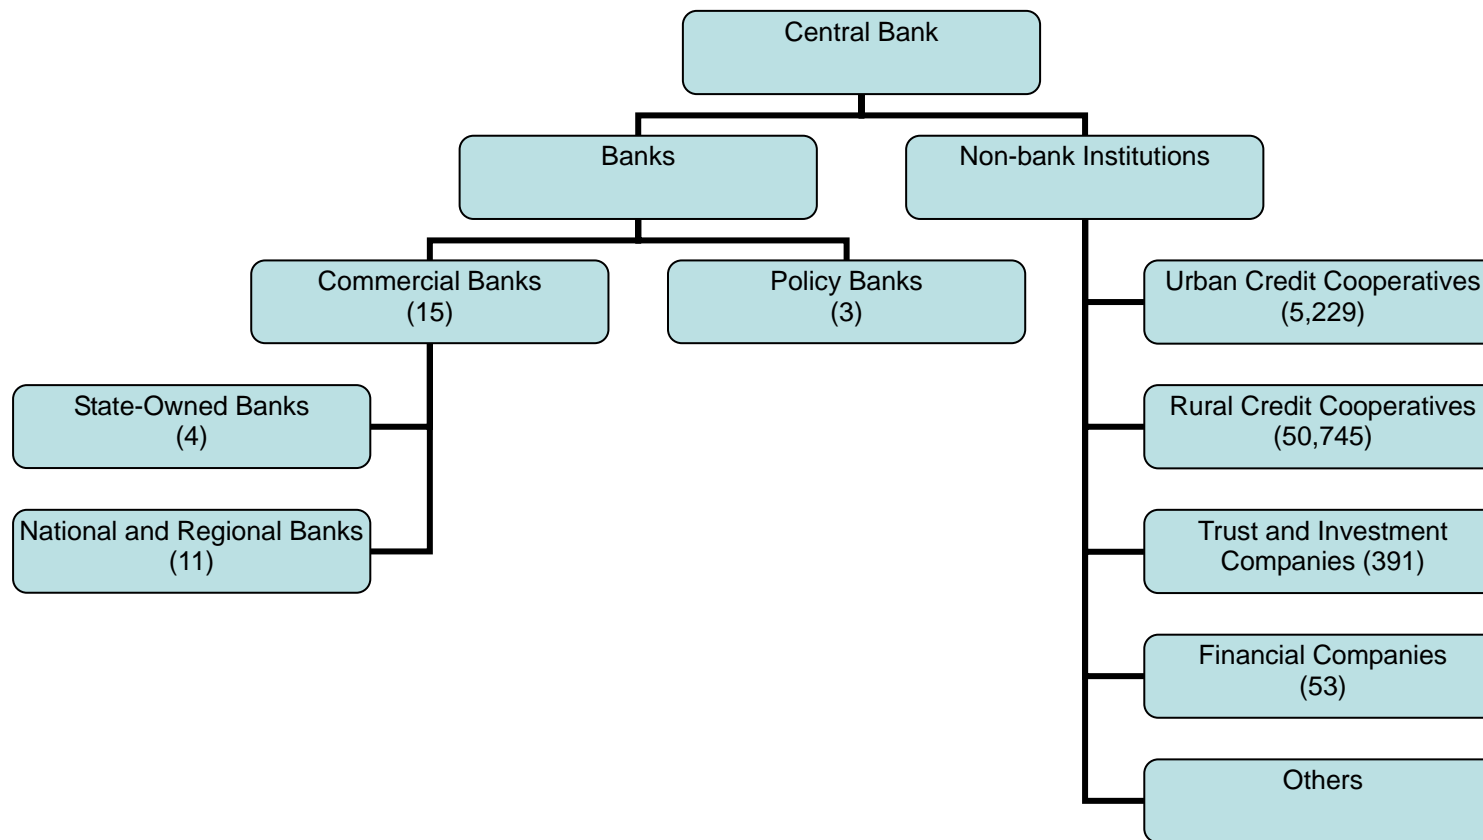 Central Bank
Banks
Non-bank Institutions
Commercial Banks
(15)
Policy Banks
(3)
Urban Credit Cooperatives
(5,229)
State-Owned Banks
(4)
Rural Credit Cooperatives
(50,745)
National and Regional Banks
(11)
Trust and Investment
Companies (391)
Financial Companies
(53)
Others